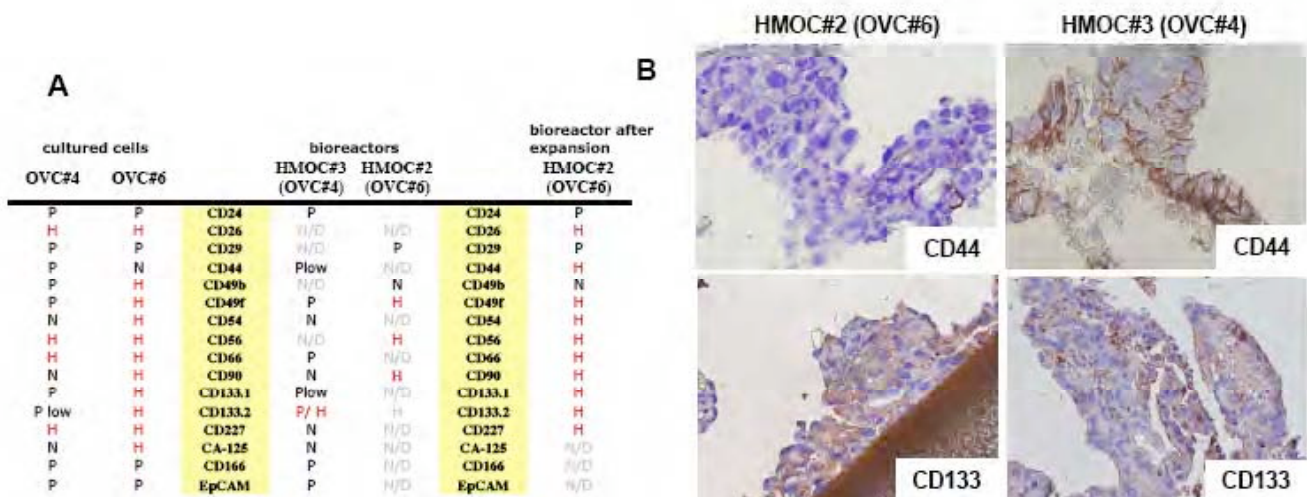 HMOC#2 (OVC#6) HMOC#3 (OVC#4)
A
B
cultured cells bioreactors bioreactor after
expansion
OVC#4 OVC#6 HMOC#3 HMOC#2 HMOC#2
(OVC#4) (OVC#6) (OVC#6)
P P CD24 P CD24 P
H H CD26 N/D N/D CD26 H
P P CD29 N/D P CD29 P
P N CD44 Plow N/D CD44 H
P H CD49b N/D N CD49b N
P H CD49f P H CD49f H
N H CD54 N N/D CD54 H
H H CD56 N/D H CD56 H
H H CD66 P N/D CD66 H
N H CD90 N H CD90 H
P H CD133.1 Plow N/D CD133.1 H
P low H CD133.2 P/ H H CD133.2 H
H H CD227 N N/D CD227 H
N H CA-125 N N/D CA-125 N/D
P P CD166 P N/D CD166 N/D
P P EpCAM P N/D EpCAM N/D
CD44 CD44
CD133 CD133